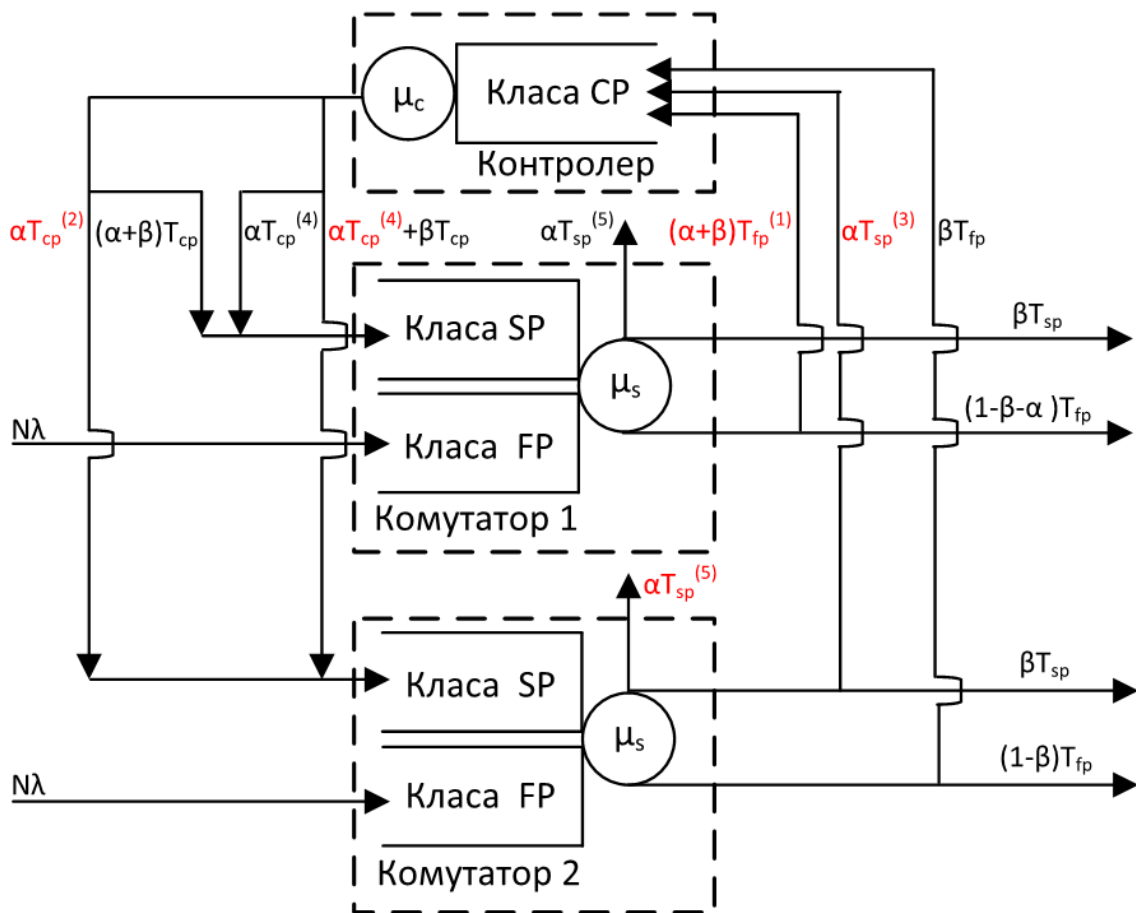 μc
Класа CP
Контролер
αTcp(2)
(α+β)Tcp
αTcp(4)
αTcp(4)+βTcp
αTsp(5)
(α+β)Tfp(1)
αTsp(3)
βTfp
Класа SP
μs
βTsp
Nλ
Класа FP
(1-β-α )Tfp
Комутатор 1
αTsp(5)
Класа SP
μs
βTsp
Nλ
Класа FP
(1-β)Tfp
Комутатор 2